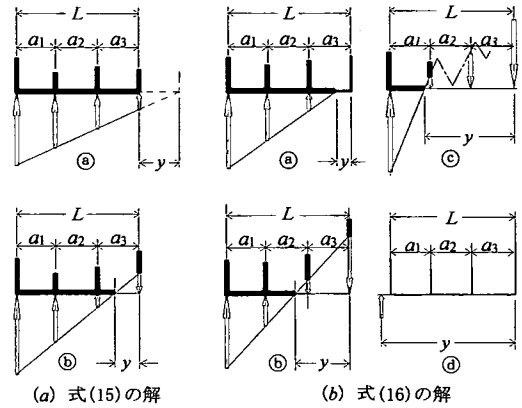 L
a1 a2 a3
ⓐ
y
L
a1 a2 a3
ⓐ
y
L
a1 a2 a3
ⓒ
y
L
a1 a2 a3
ⓑ
y
L
a1 a2 a3
ⓑ
y
L
a1 a2 a3
y
ⓓ
(a) 式(15)の解
(b) 式(16)の解